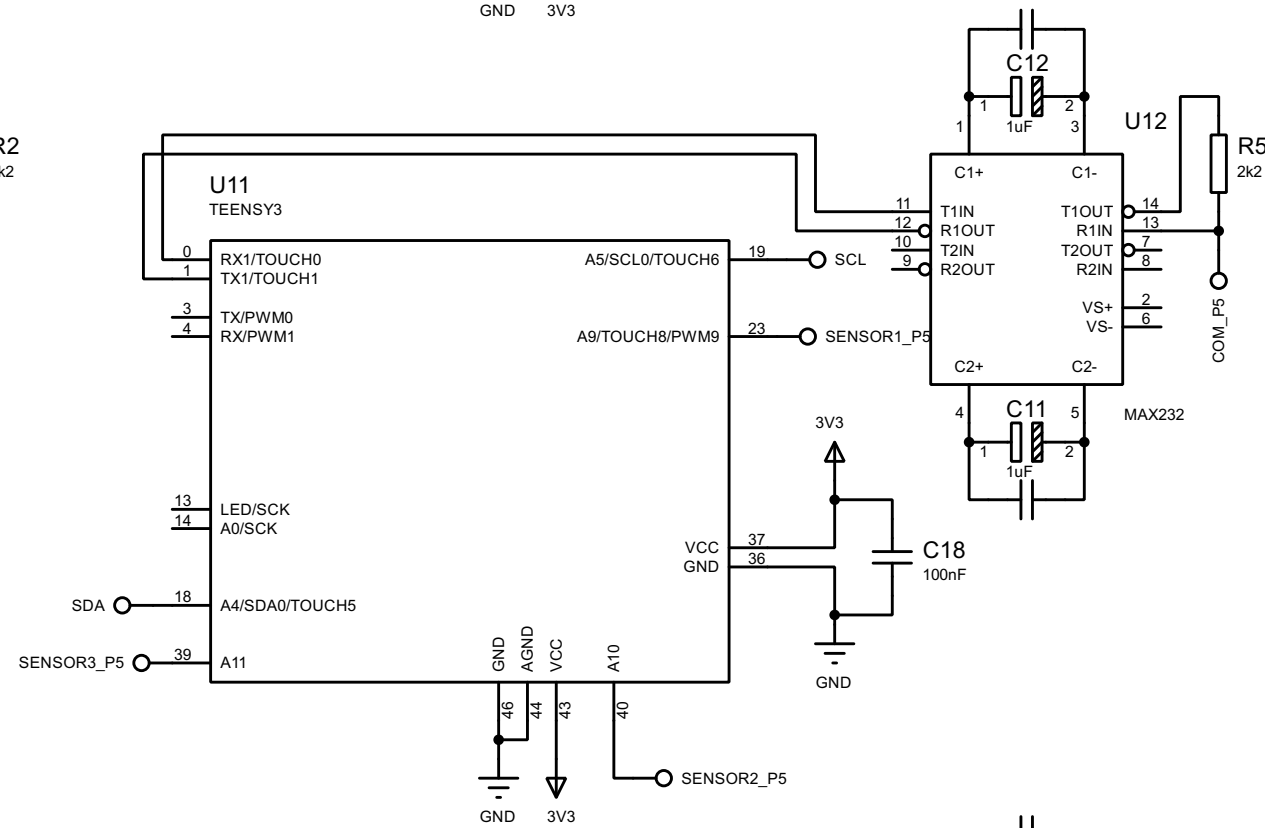 GND 3V3
C12
1 2
1uF
1 3
U12
R2
k2
R5
2k2
U11
TEENSY3
C1+ C1-
11 T1IN T1OUT 14
12 R1OUT R1IN 13
10 T2IN T2OUT 7
9 R2OUT R2IN 8
VS+ 2
VS- 6
C2+ C2-
COM_P5
0 RX1/TOUCH0 A5/SCL0/TOUCH6 19 SCL
1 TX1/TOUCH1
3 TX/PWM0
4 RX/PWM1 A9/TOUCH8/PWM9 23 SENSOR1_P5
4 5
C11
1 2
1uF
MAX232
3V3
13 LED/SCK
14 A0/SCK
VCC 37
GND 36
C18
100nF
SDA 18 A4/SDA0/TOUCH5
SENSOR3_P5 39 A11
GND AGND VCC A10
46 44 43 40
GND
SENSOR2_P5
GND 3V3